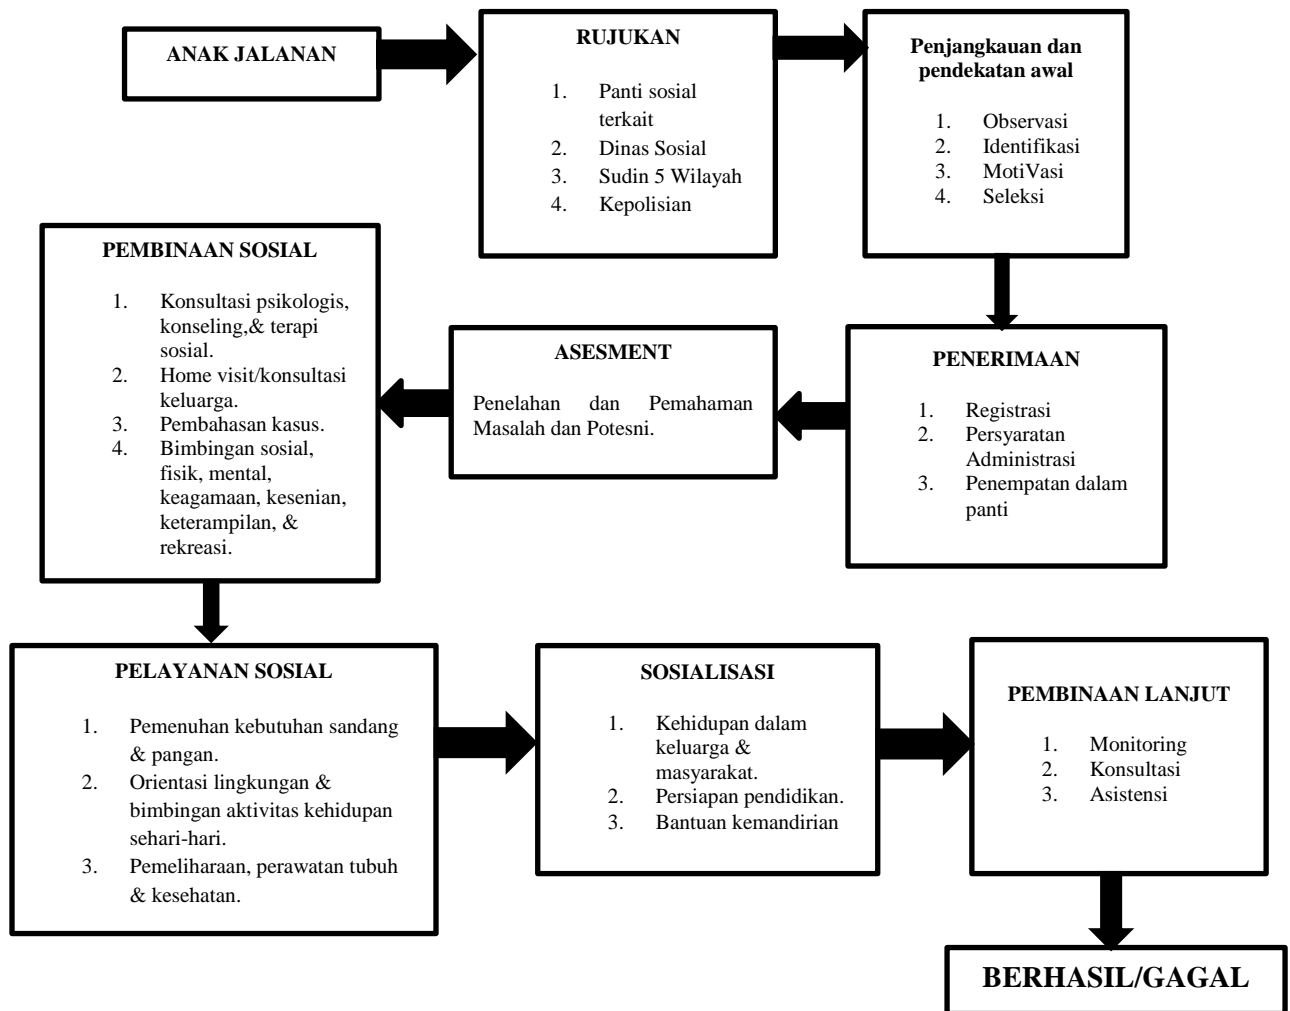 ANAK JALANAN
RUJUKAN
1. Panti sosial
terkait
2. Dinas Sosial
3. Sudin 5 Wilayah
4. Kepolisian
Penjangkauan dan
pendekatan awal
1. Observasi
2. Identifikasi
3. MotiVasi
4. Seleksi
PENERIMAAN
1. Registrasi
2. Persyaratan
Administrasi
3. Penempatan dalam
panti
ASESMENT
Penelahan dan Pemahaman
Masalah dan Potesni.
PEMBINAAN SOSIAL
1. Konsultasi psikologis,
konseling,& terapi
sosial.
2. Home visit/konsultasi
keluarga.
3. Pembahasan kasus.
4. Bimbingan sosial,
fisik, mental,
keagamaan, kesenian,
keterampilan, &
rekreasi.
PELAYANAN SOSIAL
1. Pemenuhan kebutuhan sandang
& pangan.
2. Orientasi lingkungan &
bimbingan aktivitas kehidupan
sehari-hari.
3. Pemeliharaan, perawatan tubuh
& kesehatan.
SOSIALISASI
1. Kehidupan dalam
keluarga &
masyarakat.
2. Persiapan pendidikan.
3. Bantuan kemandirian
PEMBINAAN LANJUT
1. Monitoring
2. Konsultasi
3. Asistensi
BERHASIL/GAGAL